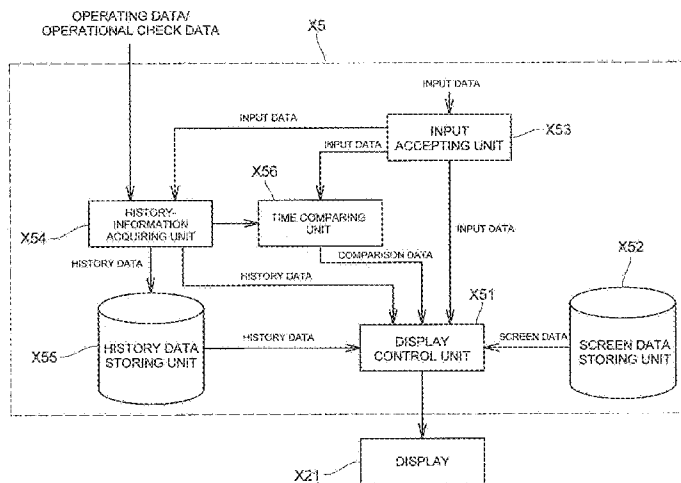 OPERATING DATA/
OPERATIONAL CHECK DATA
X5
INPUT DATA
INPUT DATA
INPUT
ACCEPTING UNIT
X53
INPUT DATA
X56
X54
HISTORY-
INFORMATION
ACQUIRING UNIT
TIME COMPARING
UNIT
INPUT DATA
X52
HISTORY DATA
HISTORY DATA
COMPARISON DATA
X51
X55
HISTORY DATA
STORING UNIT
HISTORY DATA
DISPLAY
CONTROL UNIT
SCREEN DATA
SCREEN DATA
STORING UNIT
X21
DISPLAY